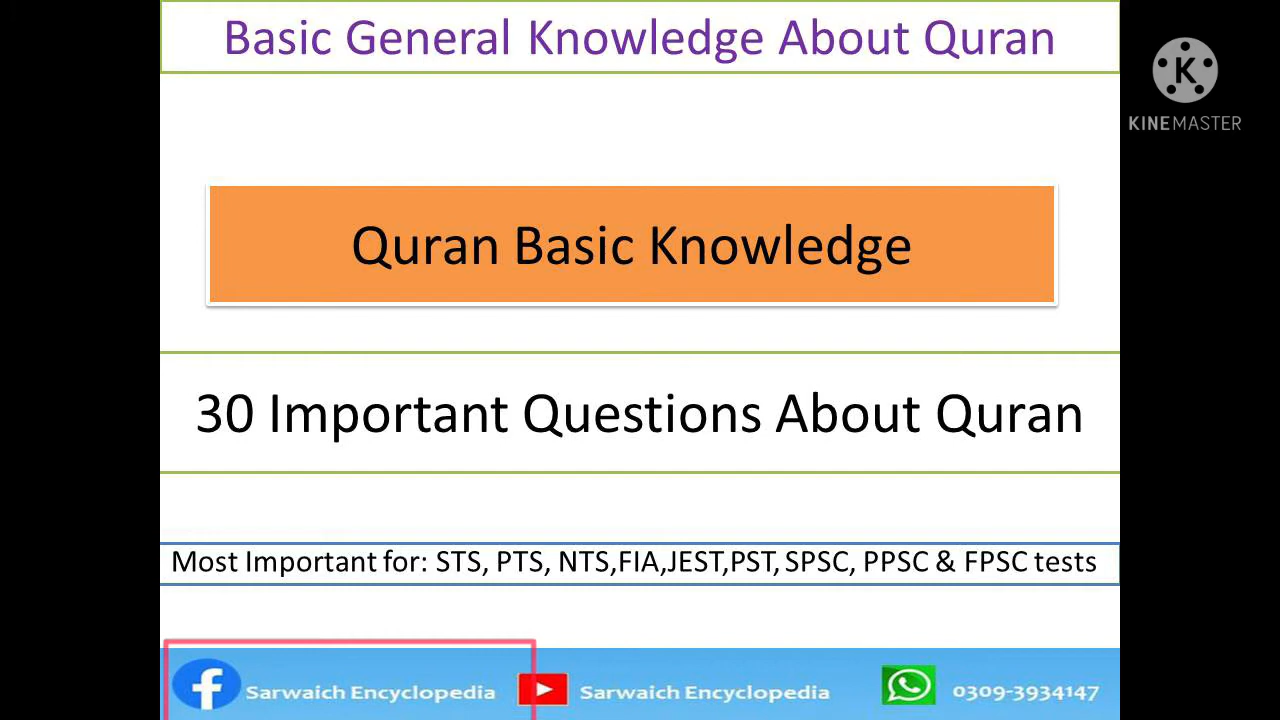 Basic General Knowledge About Quran
K
KINEMASTER
Quran Basic Knowledge
30 Important Questions About Quran
Most Important for: STS, PTS, NTS,FIA,JEST,PST, SPSC, PPSC & FPSC tests
Sarwaich Encyclopedia Sarwaich Encyclopedia 0309-3934147